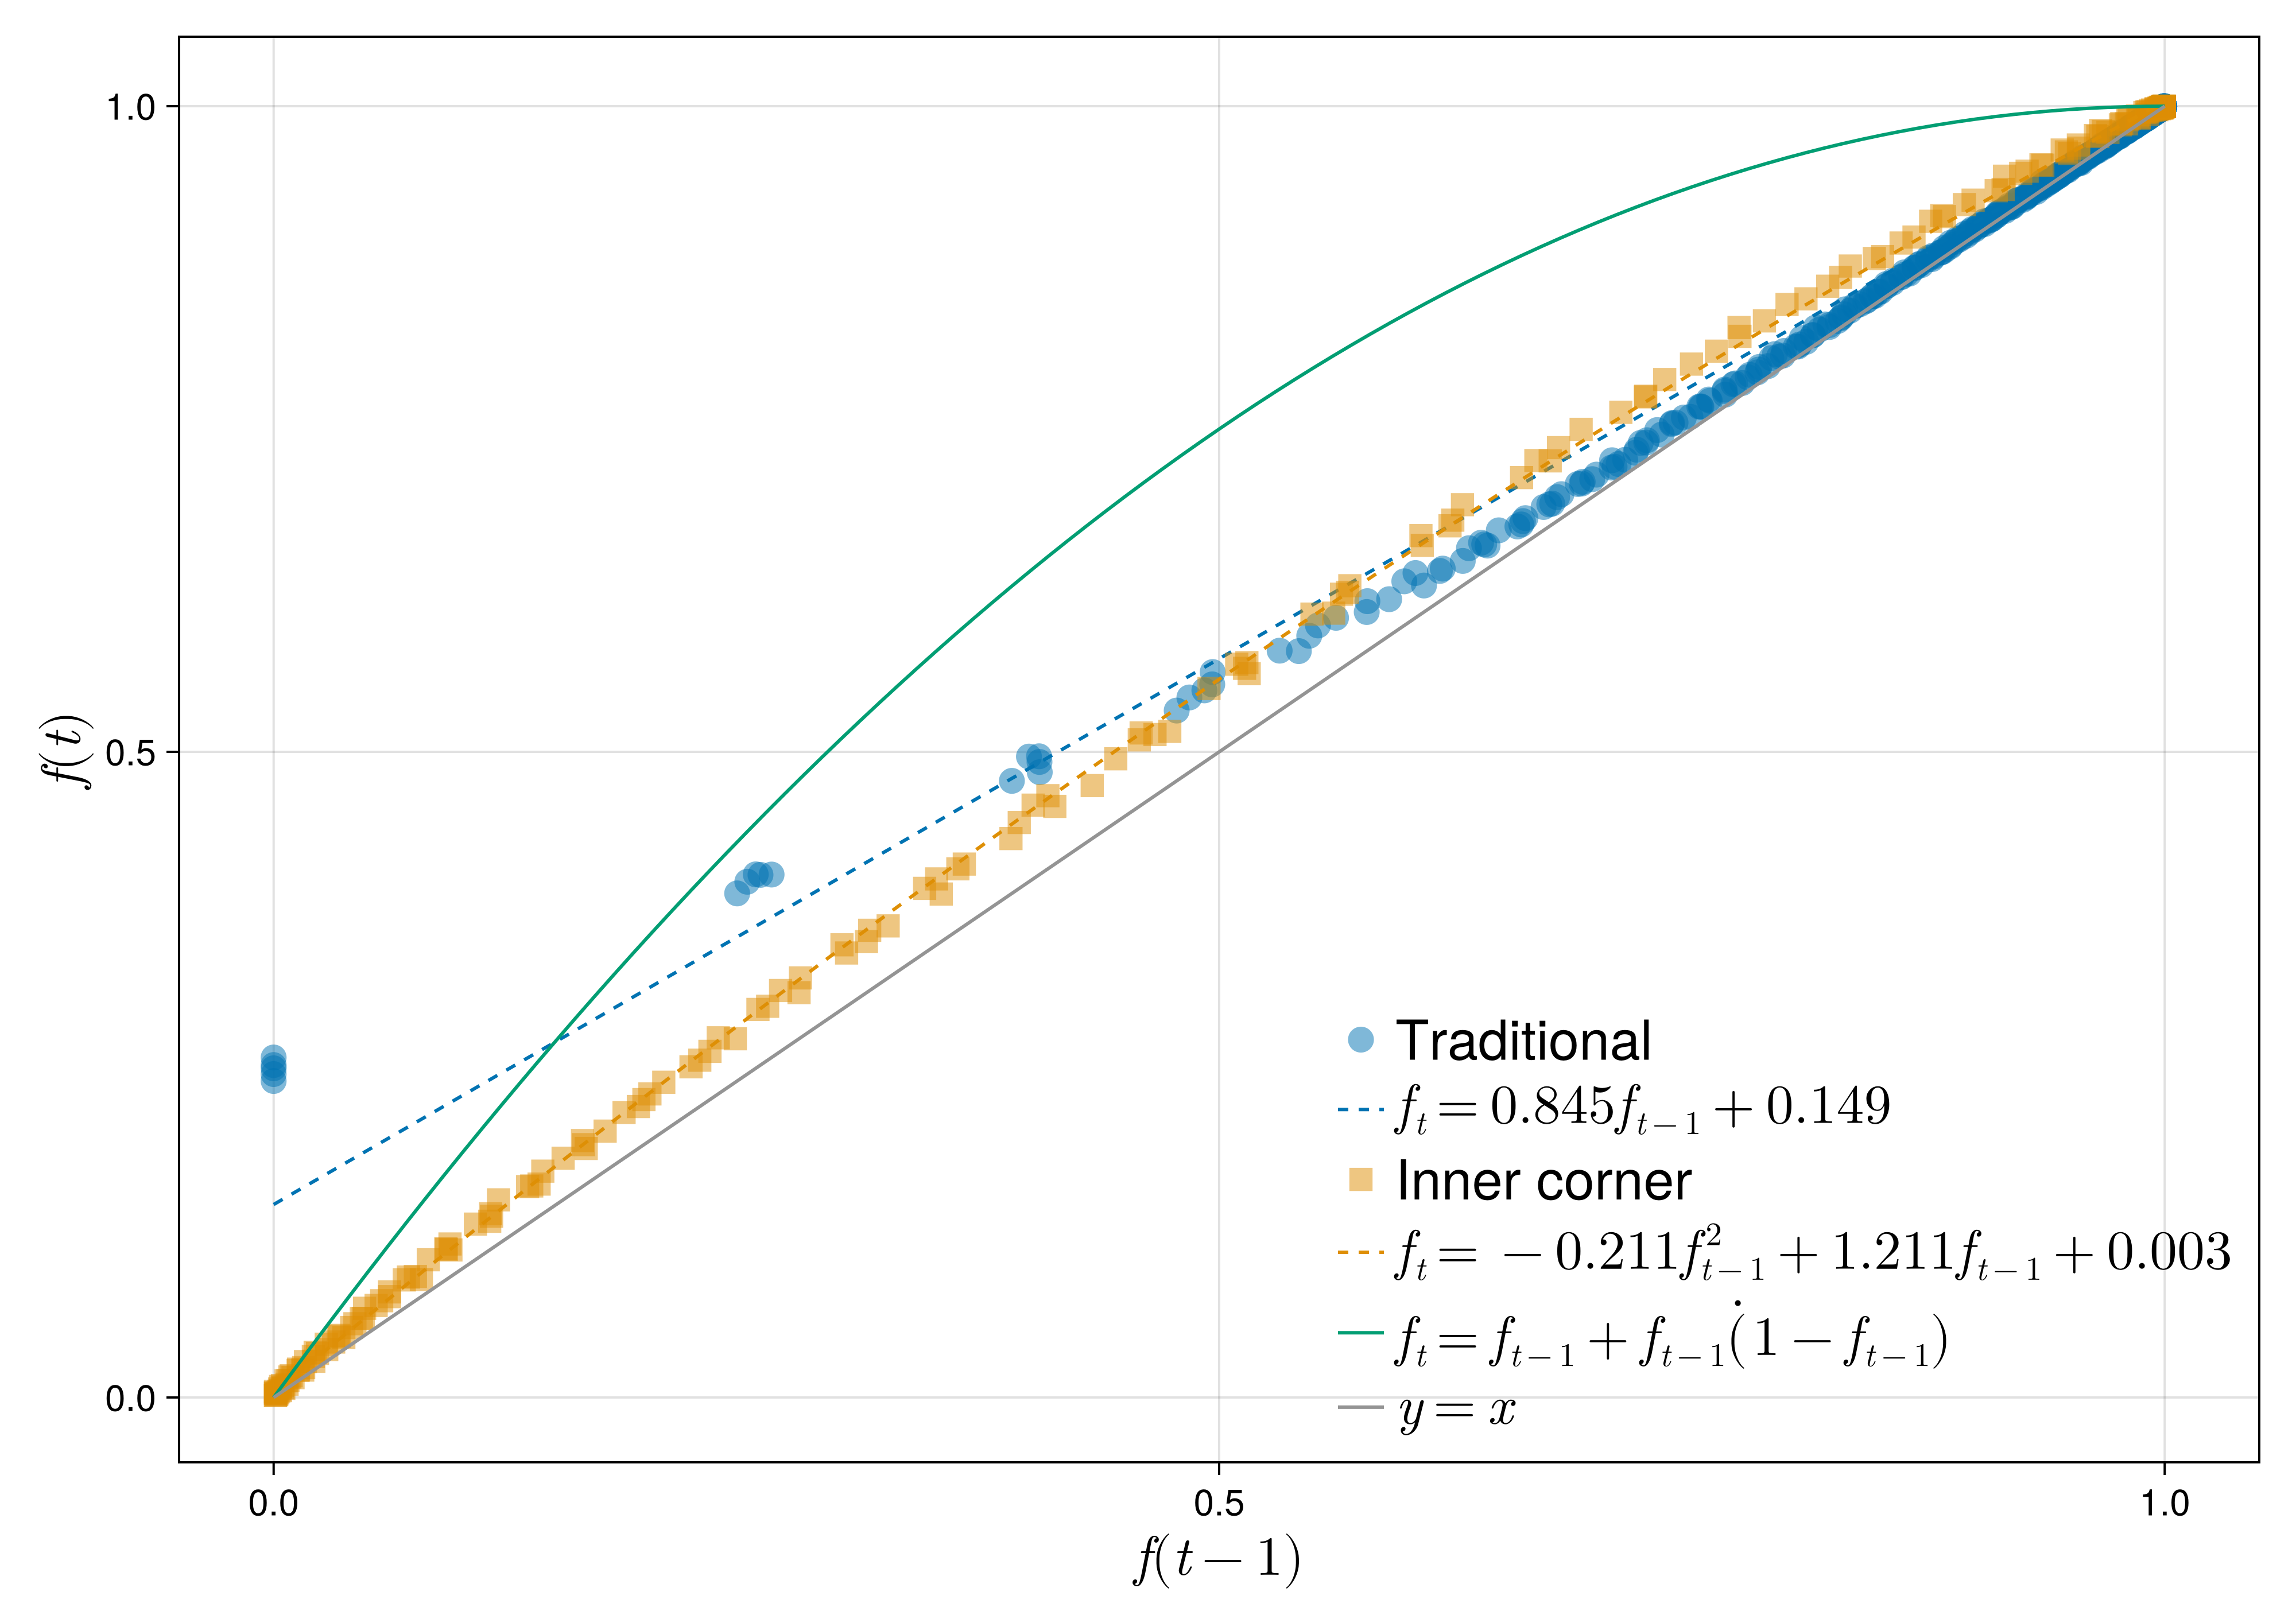 1.0
0.5
0.0
f(t)
0.0
0.5
1.0
f(t − 1)
Traditional
f_t = 0.845f_{t−1} + 0.149
Inner corner
f_t = − 0.211f²_{t−1} + 1.211f_{t−1} + 0.003
f_t = f_{t−1} + f_{t−1}(̇1 − f_{t−1})
y = x